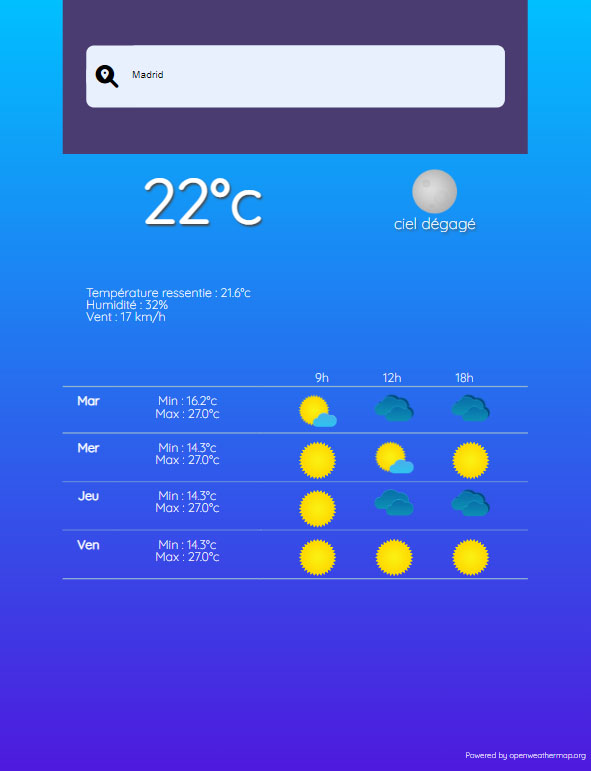 Madrid
22°c
ciel dégagé
Température ressentie : 21.6°c
Humidité : 32%
Vent : 17 km/h
9h 12h 18h
Mar Min : 16.2°c
Max : 27.0°c
Mer Min : 14.3°c
Max : 27.0°c
Jeu Min : 14.3°c
Max : 27.0°c
Ven Min : 14.3°c
Max : 27.0°c
Powered by openweathermap.org